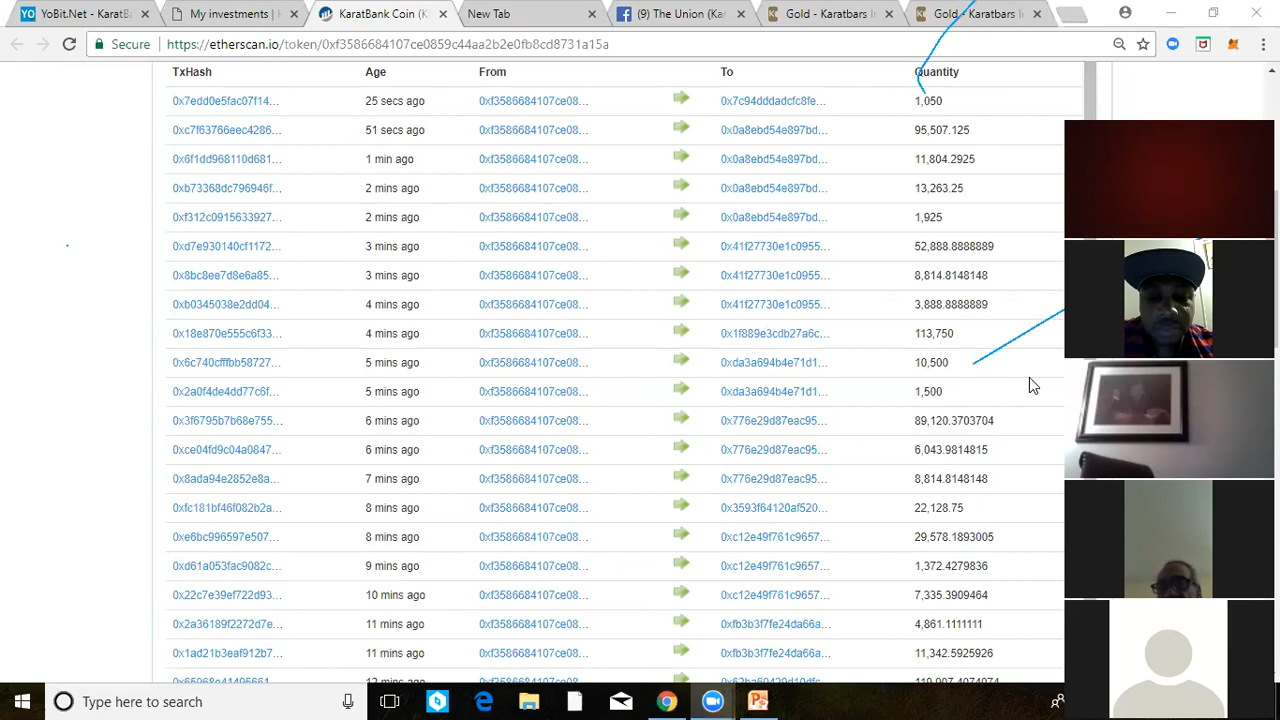 YoBit.Net - KaratBa
My investments |
KaratBank Coin (K
New Tab
(9) The Union (Kar
Gold - Karatbars I
Gold - Karatbars I
Secure https://etherscan.io/token/0xf3586684107ce0859c44aa2b2e0fb8cd8731a15a
TxHash Age From To Quantity
0x7edd0e5fac07f14... 25 secs ago 0xf3586684107ce08... 0x7c94dddadcfc8fe... 1,050
0xc7f63766eec4286... 51 secs ago 0xf3586684107ce08... 0x0a8ebd54e897bd... 95,507.125
0x6f1dd968110d681... 1 min ago 0xf3586684107ce08... 0x0a8ebd54e897bd... 11,804.2925
0xb73368dc796946f... 2 mins ago 0xf3586684107ce08... 0x0a8ebd54e897bd... 13,263.25
0xf312c0915633927... 2 mins ago 0xf3586684107ce08... 0x0a8ebd54e897bd... 1,925
0xd7e930140cf1172... 3 mins ago 0xf3586684107ce08... 0x41f27730e1c0955... 52,888.8888889
0x8bc8ee7d8e6a85... 3 mins ago 0xf3586684107ce08... 0x41f27730e1c0955... 8,814.8148148
0xb0345038e2dd04... 4 mins ago 0xf3586684107ce08... 0x41f27730e1c0955... 3,888.8888889
0x18e870e555c6f33... 4 mins ago 0xf3586684107ce08... 0x1f889e3cdb27a6c... 113,750
0x6c740cfffbb58727... 5 mins ago 0xf3586684107ce08... 0xda3a694b4e71d1... 10,500
0x2a0f4de4dd77c6f... 5 mins ago 0xf3586684107ce08... 0xda3a694b4e71d1... 1,500
0x3f6795b7b68e755... 6 mins ago 0xf3586684107ce08... 0x776e29d87eac95... 89,120.3703704
0xce04fd9c04a0847... 6 mins ago 0xf3586684107ce08... 0x776e29d87eac95... 6,043.9814815
0x8ada94e2852e8a... 7 mins ago 0xf3586684107ce08... 0x776e29d87eac95... 8,814.8148148
0xfc181bf46f082b2a... 8 mins ago 0xf3586684107ce08... 0x3593f64120af520... 22,128.75
0xe6bc996597e507... 8 mins ago 0xf3586684107ce08... 0xc12e49f761c9657... 29,578.1893005
0xd61a053fac9082c... 9 mins ago 0xf3586684107ce08... 0xc12e49f761c9657... 1,372.4279836
0x22c7e39ef722d93... 10 mins ago 0xf3586684107ce08... 0xc12e49f761c9657... 7,335.3909464
0x2a36189f2272d7e... 11 mins ago 0xf3586684107ce08... 0xfb3b3f7fe24da66a... 4,861.1111111
0x1ad21b3eaf912b7... 11 mins ago 0xf3586684107ce08... 0xfb3b3f7fe24da66a... 11,342.5925926
Type here to search